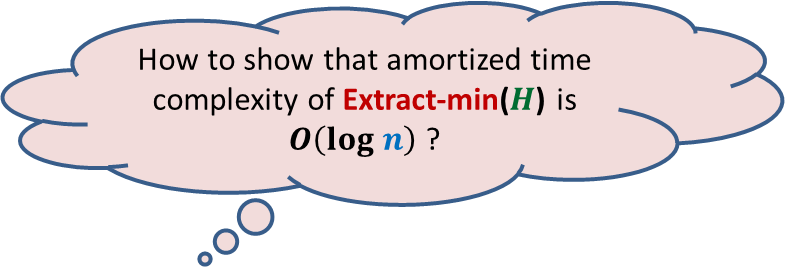 How to show that amortized time
complexity of Extract-min(H) is
O(log n) ?